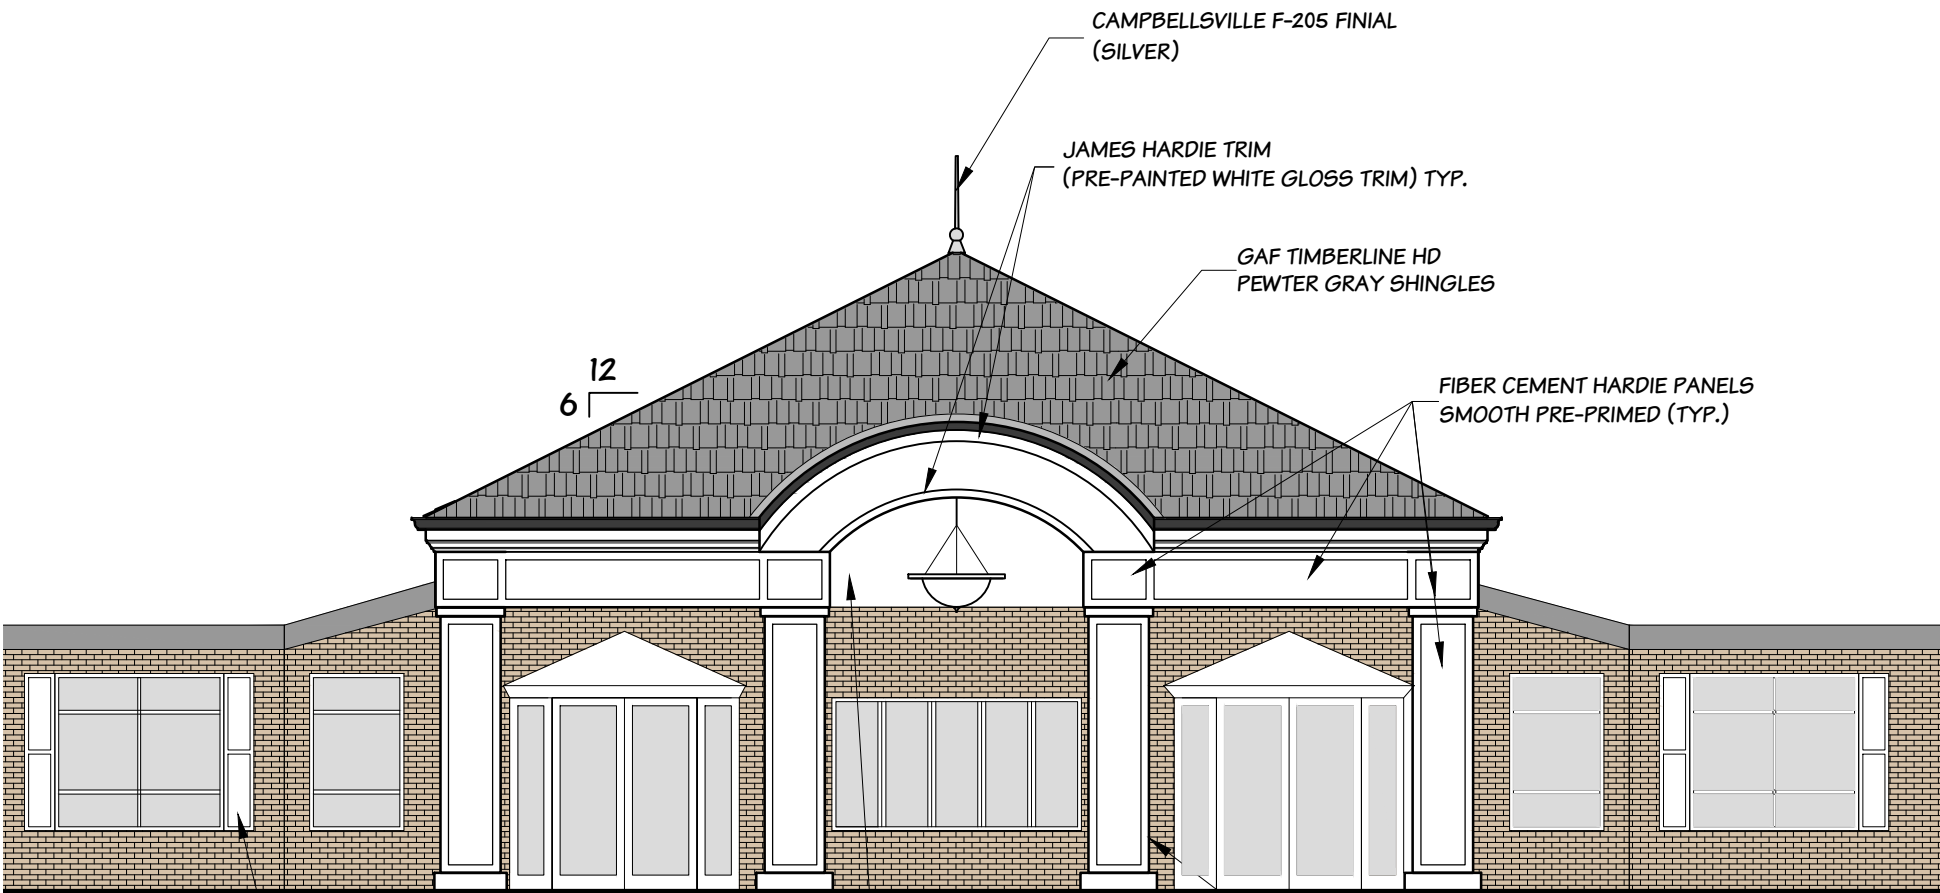 CAMPBELLSVILLE F-205 FINIAL
(SILVER)
JAMES HARDIE TRIM
(PRE-PAINTED WHITE GLOSS TRIM) TYP.
GAF TIMBERLINE HD
PEWTER GRAY SHINGLES
12
6
FIBER CEMENT HARDIE PANELS
SMOOTH PRE-PRIMED (TYP.)